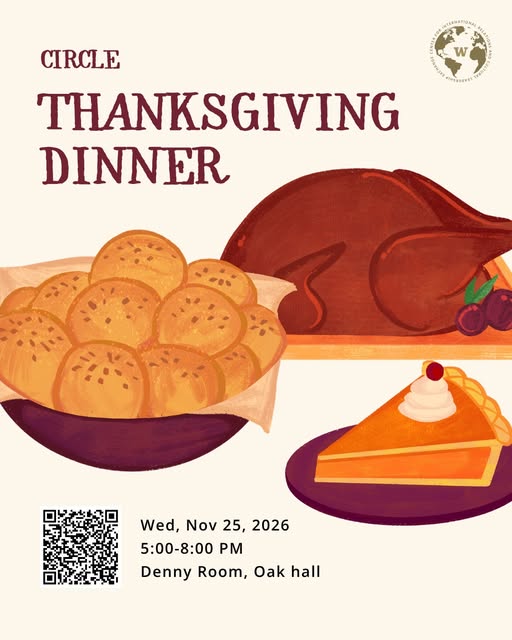 CIRCLE
THANKSGIVING
DINNER
W
Wed, Nov 25, 2026
5:00-8:00 PM
Denny Room, Oak hall